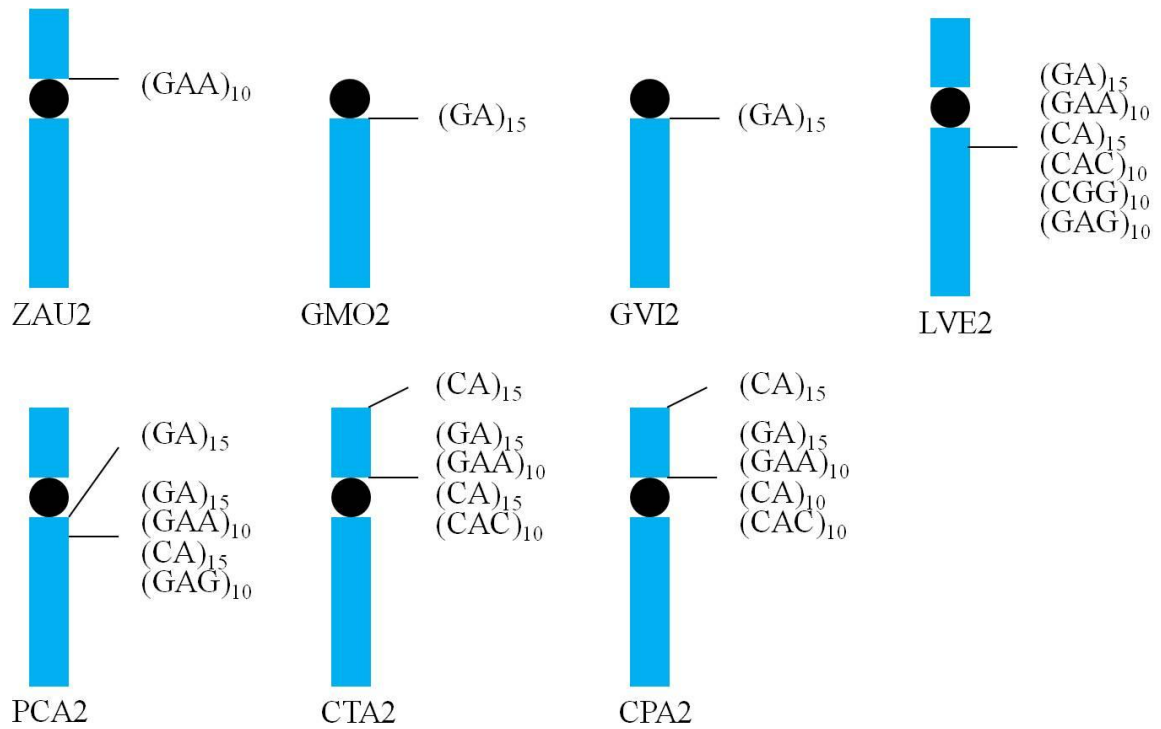 (GAA)10
ZAU2
(GA)15
GMO2
(GA)15
GVI2
(GA)15
(GAA)10
(CA)15
(CAC)10
(CGG)10
(GAG)10
LVE2
(GA)15
(GA)15
(GAA)10
(CA)15
(GAG)10
PCA2
(CA)15
(GA)15
(GAA)10
(CA)15
(CAC)10
CTA2
(CA)15
(GA)15
(GAA)10
(CA)10
(CAC)10
CPA2